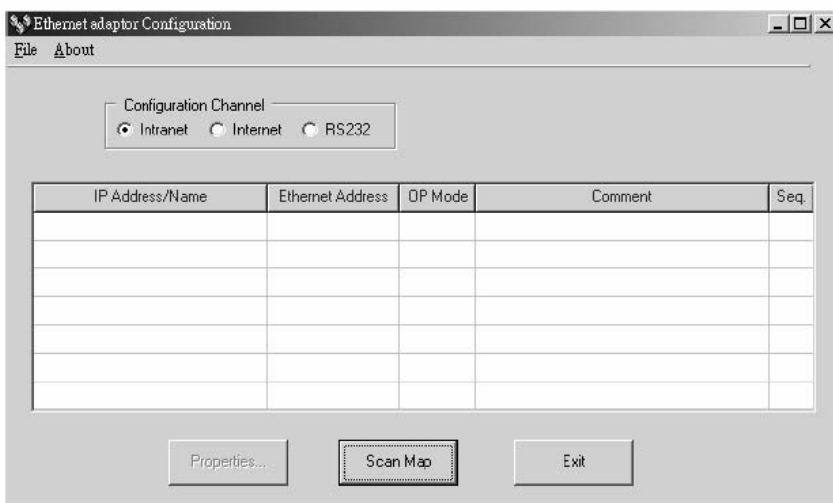 Ethernet adaptor Configuration
File About
Configuration Channel
Intranet Internet RS232
IP Address/Name Ethernet Address OP Mode Comment Seq.
Properties... Scan Map Exit